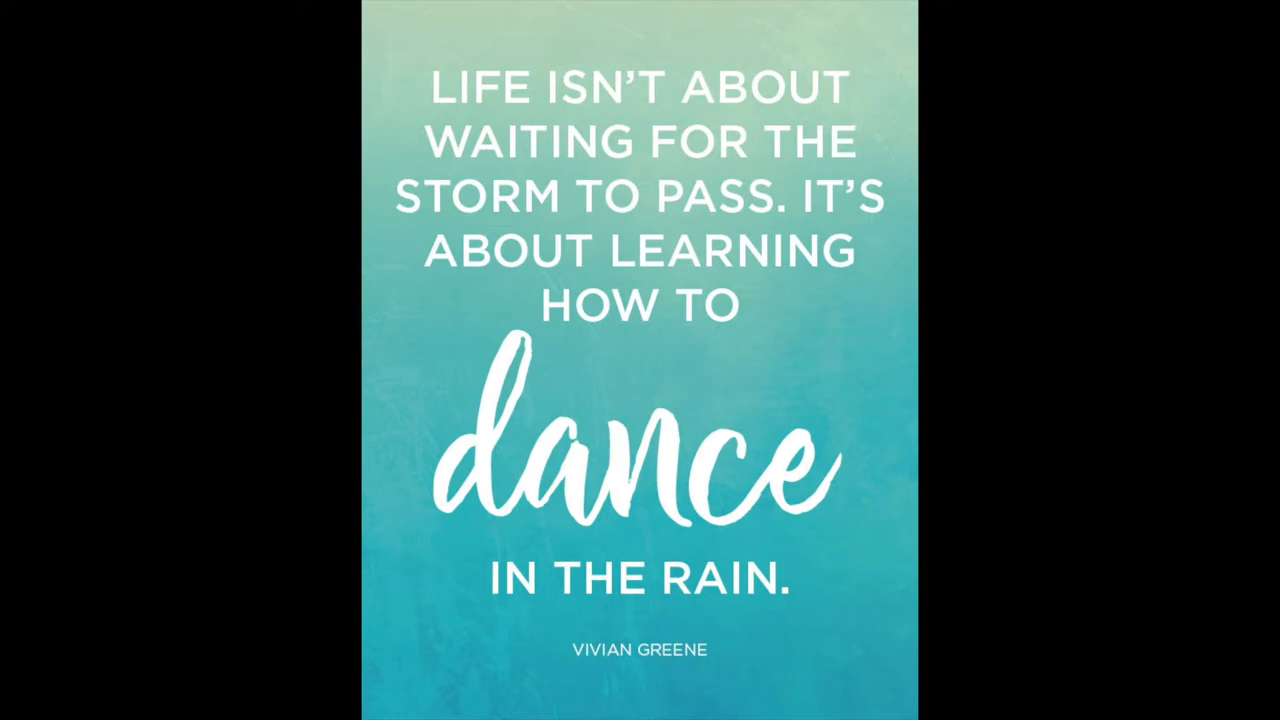 LIFE ISN’T ABOUT
WAITING FOR THE
STORM TO PASS. IT’S
ABOUT LEARNING
HOW TO
dance
IN THE RAIN.
VIVIAN GREENE